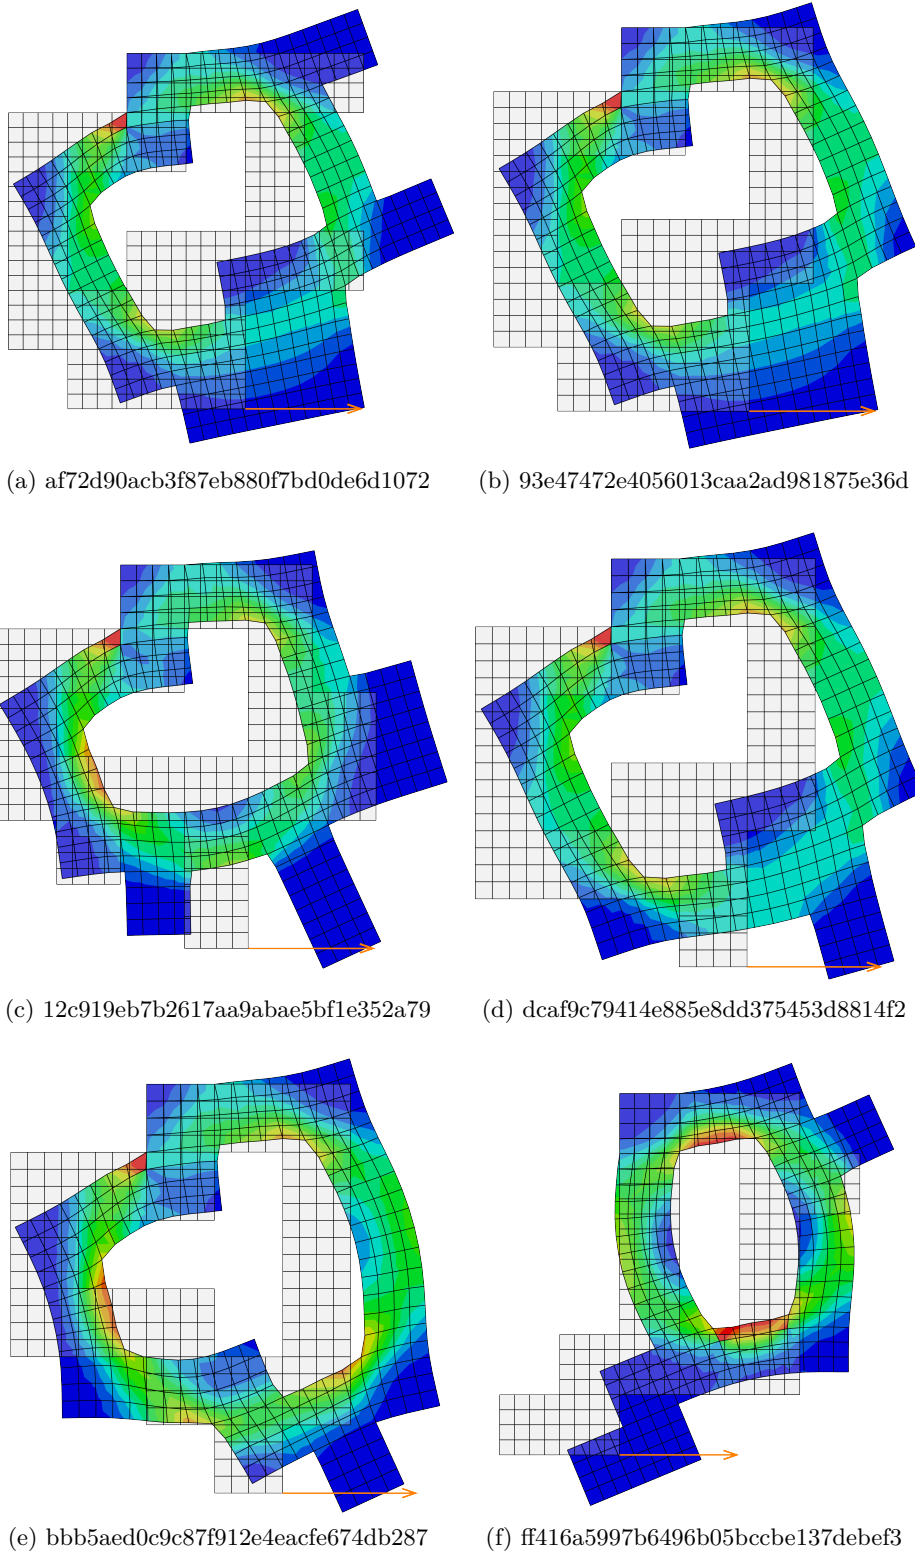 (a) af72d90acb3f87eb880f7bd0de6d1072
(b) 93e47472e4056013caa2ad981875e36d
(c) 12c919eb7b2617aa9abae5bf1e352a79
(d) dcaf9c79414e885e8dd375453d8814f2
(e) bbb5aed0c9c87f912e4eacfe674db287
(f) ff416a5997b6496b05bccbe137debef3